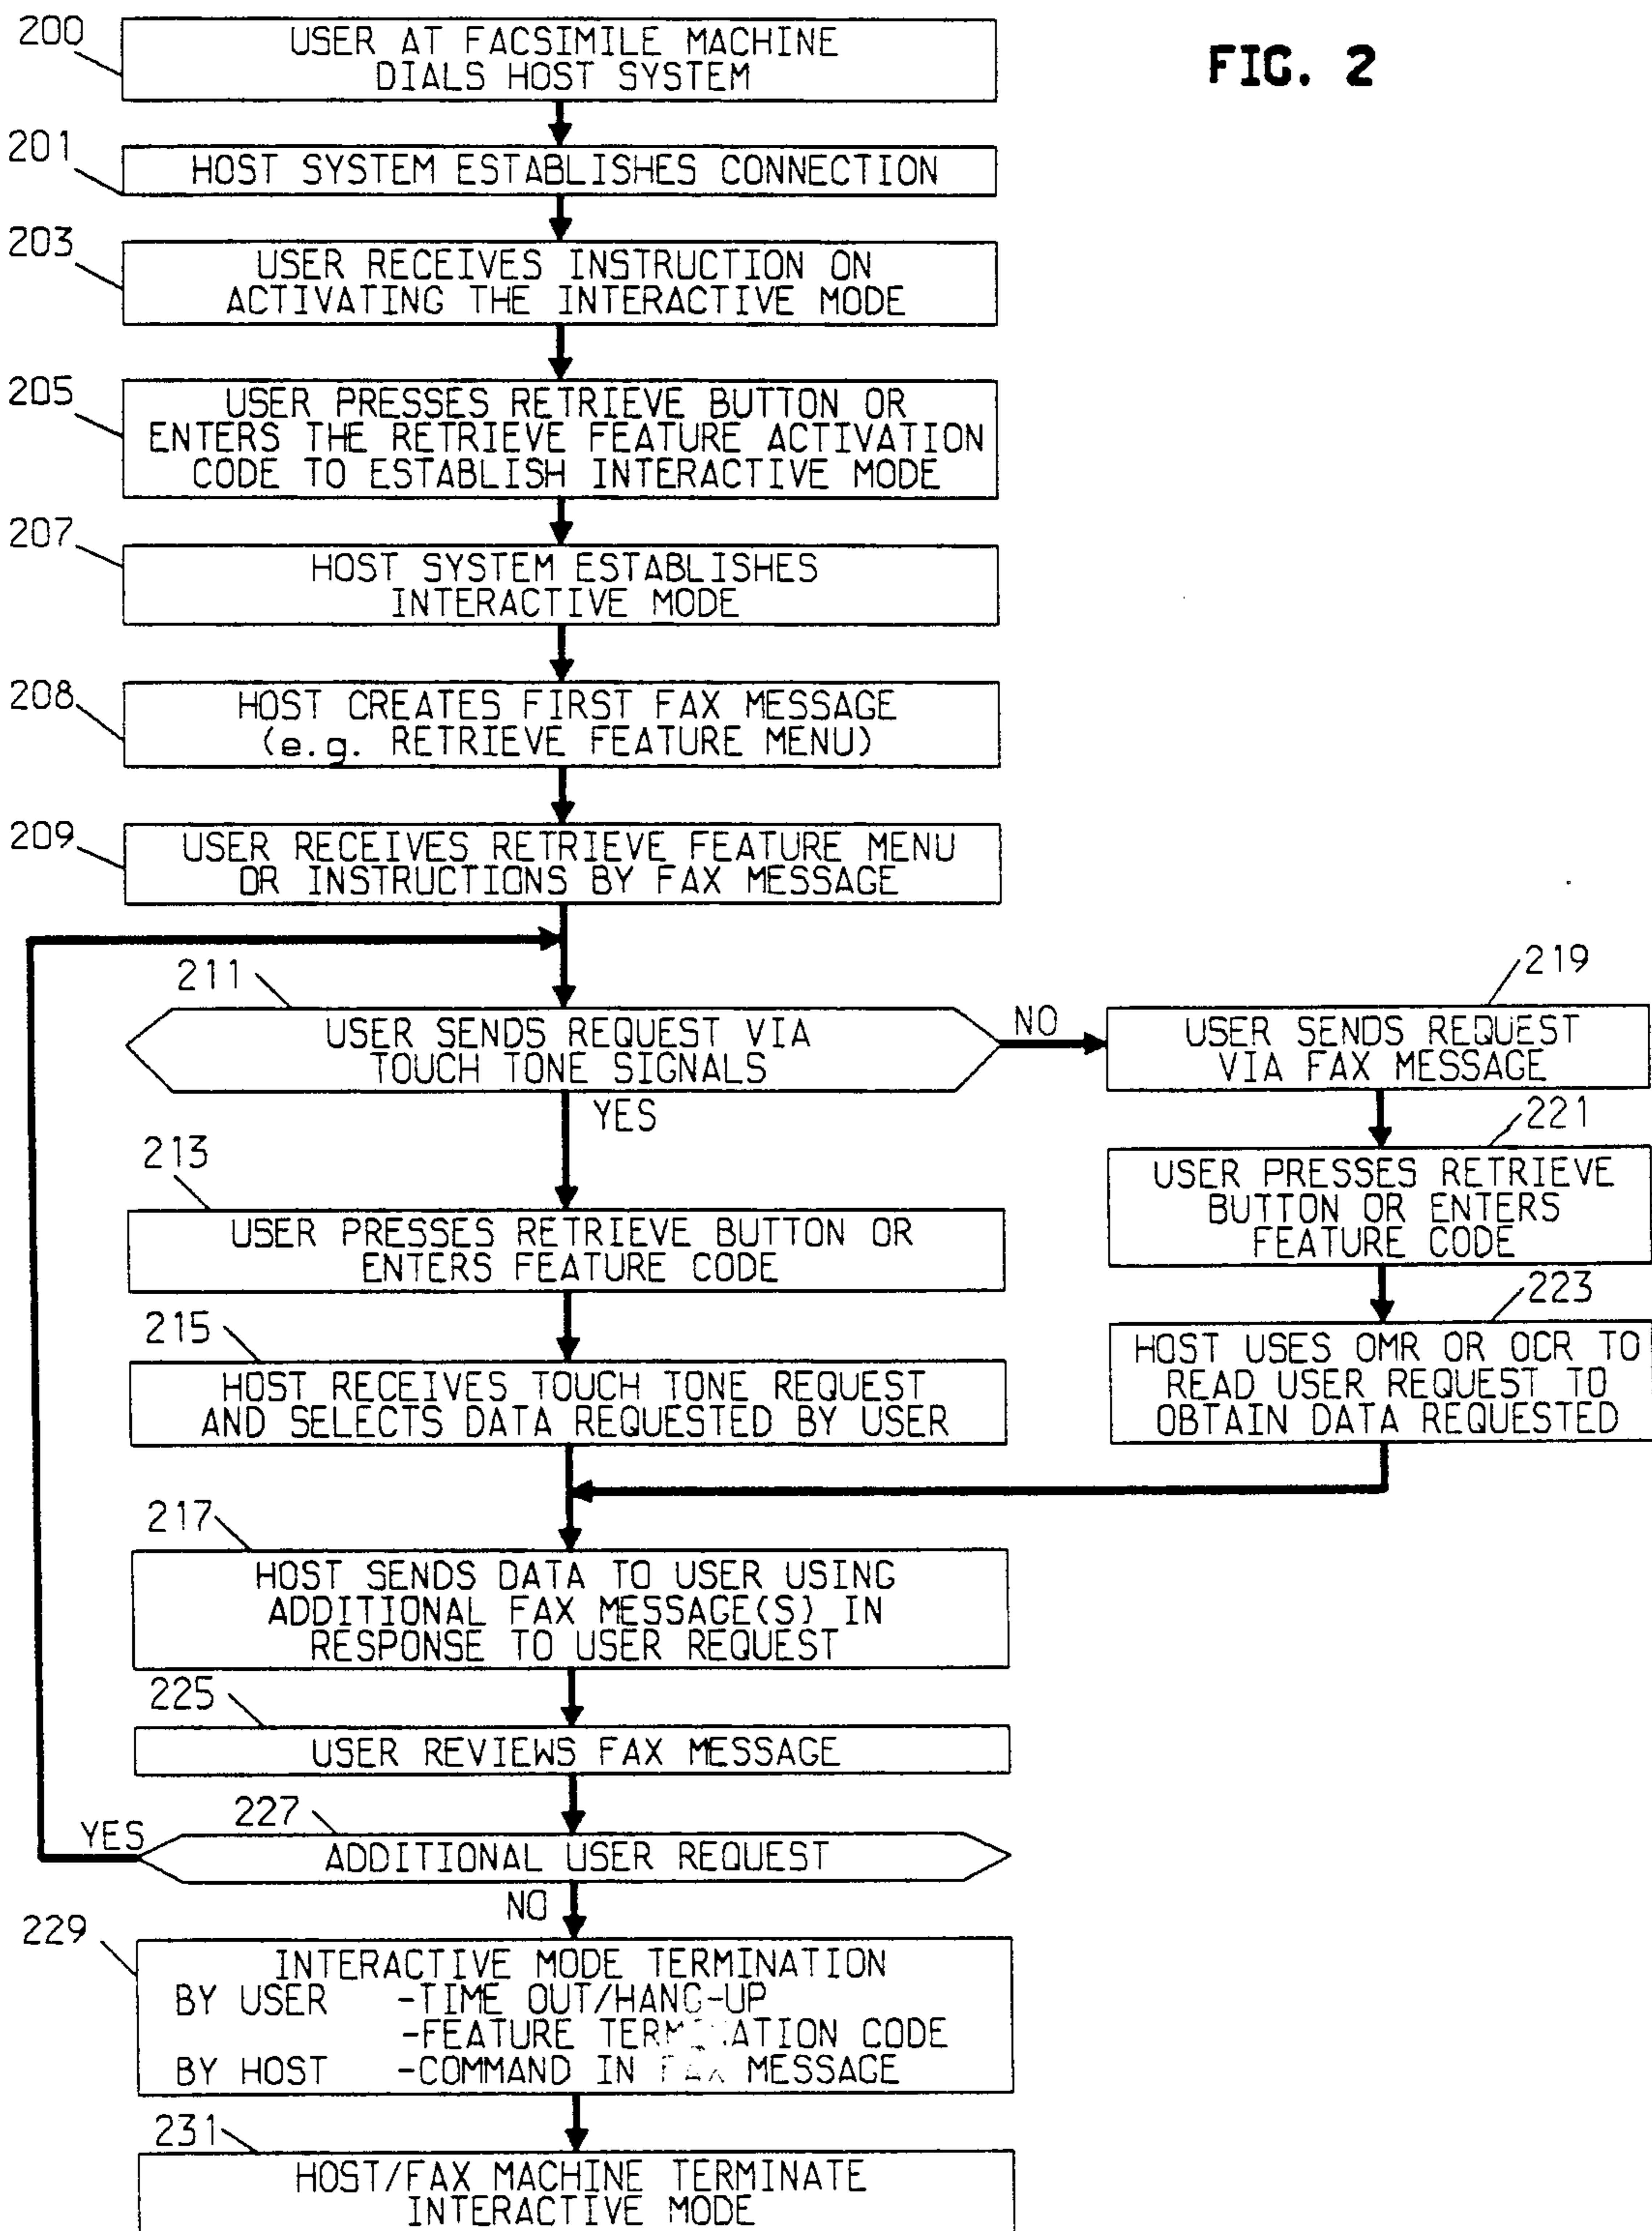 FIG. 2
200
USER AT FACSIMILE MACHINE
DIALS HOST SYSTEM
201
HOST SYSTEM ESTABLISHES CONNECTION
203
USER RECEIVES INSTRUCTION ON
ACTIVATING THE INTERACTIVE MODE
205
USER PRESSES RETRIEVE BUTTON OR
ENTERS THE RETRIEVE FEATURE ACTIVATION
CODE TO ESTABLISH INTERACTIVE MODE
207
HOST SYSTEM ESTABLISHES
INTERACTIVE MODE
208
HOST CREATES FIRST FAX MESSAGE
(e.g. RETRIEVE FEATURE MENU)
209
USER RECEIVES RETRIEVE FEATURE MENU
OR INSTRUCTIONS BY FAX MESSAGE
211
USER SENDS REQUEST VIA
TOUCH TONE SIGNALS
NO
YES
219
USER SENDS REQUEST
VIA FAX MESSAGE
221
USER PRESSES RETRIEVE
BUTTON OR ENTERS
FEATURE CODE
223
HOST USES OMR OR OCR TO
READ USER REQUEST TO
OBTAIN DATA REQUESTED
213
USER PRESSES RETRIEVE BUTTON OR
ENTERS FEATURE CODE
215
HOST RECEIVES TOUCH TONE REQUEST
AND SELECTS DATA REQUESTED BY USER
217
HOST SENDS DATA TO USER USING
ADDITIONAL FAX MESSAGE(S) IN
RESPONSE TO USER REQUEST
225
USER REVIEWS FAX MESSAGE
227
YES
ADDITIONAL USER REQUEST
NO
229
INTERACTIVE MODE TERMINATION
BY USER -TIME OUT/HANG-UP
-FEATURE TERMINATION CODE
BY HOST -COMMAND IN FAX MESSAGE
231
HOST/FAX MACHINE TERMINATE
INTERACTIVE MODE